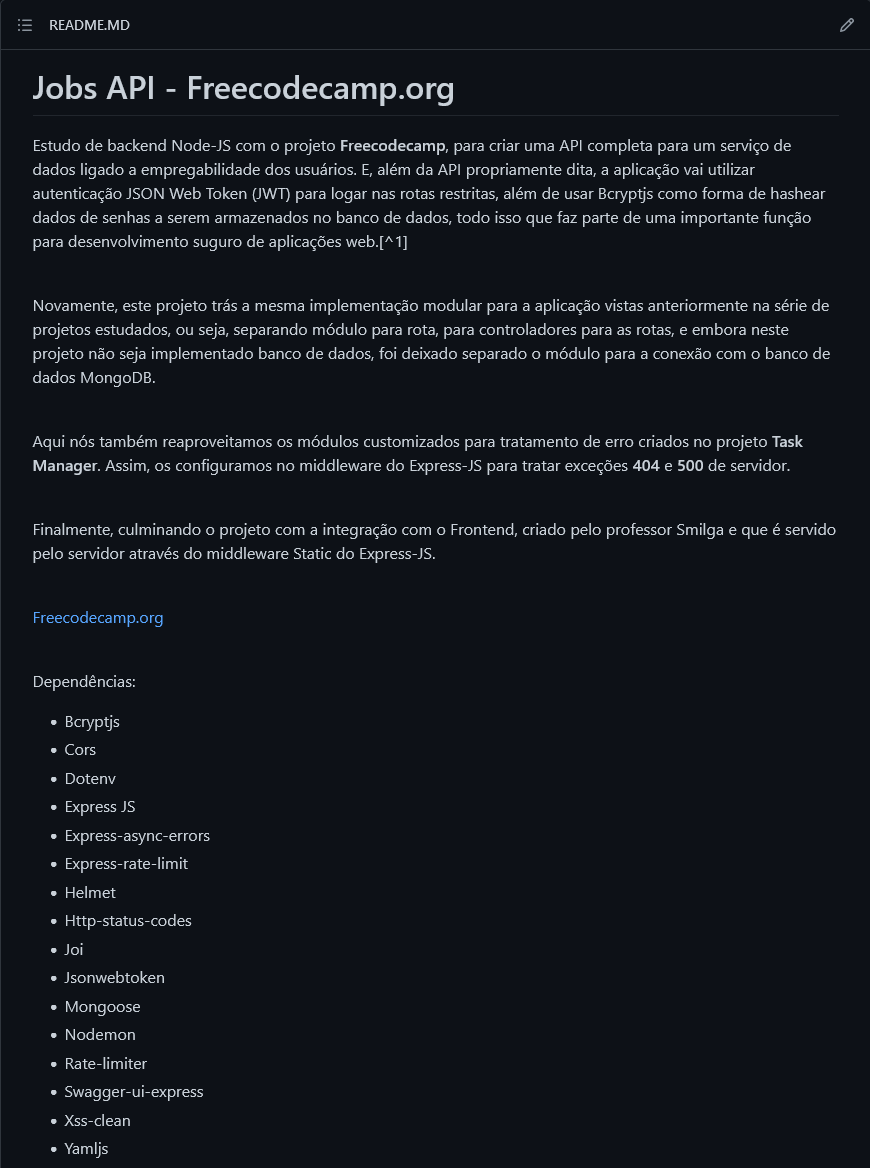 README.MD
Jobs API - Freecodecamp.org
Estudo de backend Node-JS com o projeto Freecodecamp, para criar uma API completa para um serviço de
dados ligado a empregabilidade dos usuários. E, além da API propriamente dita, a aplicação vai utilizar
autenticação JSON Web Token (JWT) para logar nas rotas restritas, além de usar Bcryptjs como forma de hashear
dados de senhas a serem armazenados no banco de dados, todo isso que faz parte de uma importante função
para desenvolvimento suguro de aplicações web.[^1]
Novamente, este projeto trás a mesma implementação modular para a aplicação vistas anteriormente na série de
projetos estudados, ou seja, separando módulo para rota, para controladores para as rotas, e embora neste
projeto não seja implementado banco de dados, foi deixado separado o módulo para a conexão com o banco de
dados MongoDB.
Aqui nós também reaproveitamos os módulos customizados para tratamento de erro criados no projeto Task
Manager. Assim, os configuramos no middleware do Express-JS para tratar exceções 404 e 500 de servidor.
Finalmente, culminando o projeto com a integração com o Frontend, criado pelo professor Smilga e que é servido
pelo servidor através do middleware Static do Express-JS.
Freecodecamp.org
Dependências:
• Bcryptjs
• Cors
• Dotenv
• Express JS
• Express-async-errors
• Express-rate-limit
• Helmet
• Http-status-codes
• Joi
• Jsonwebtoken
• Mongoose
• Nodemon
• Rate-limiter
• Swagger-ui-express
• Xss-clean
• Yamljs